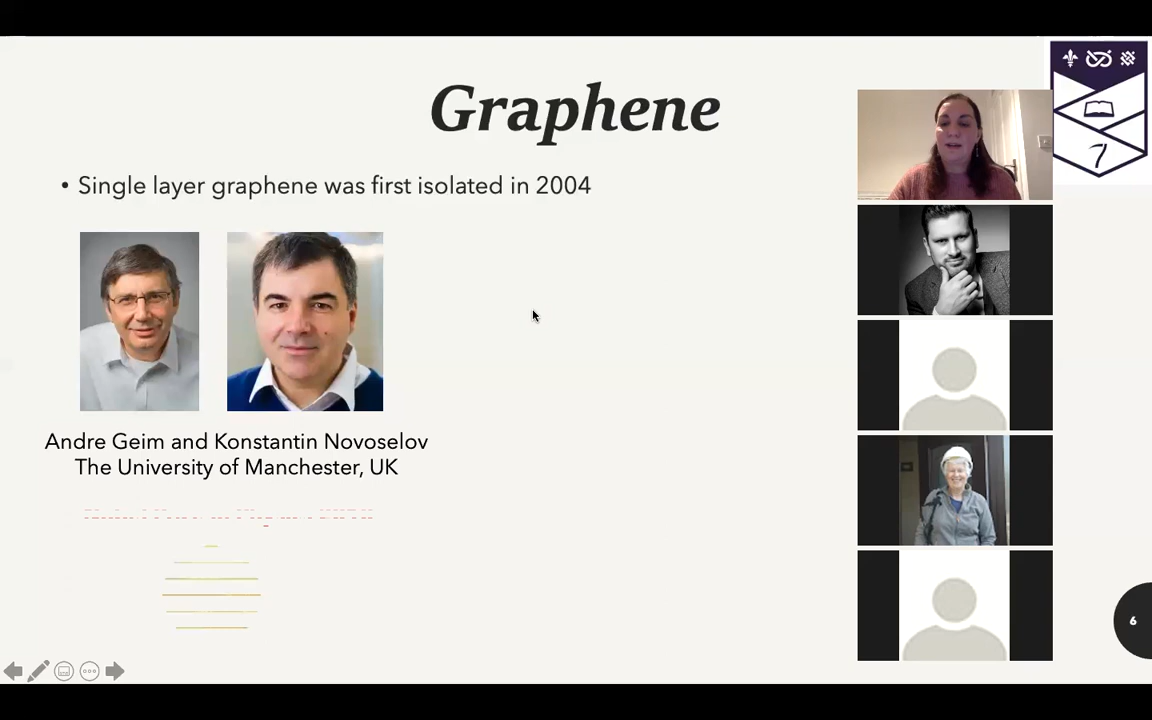 Graphene
• Single layer graphene was first isolated in 2004
Andre Geim and Konstantin Novoselov
The University of Manchester, UK
6